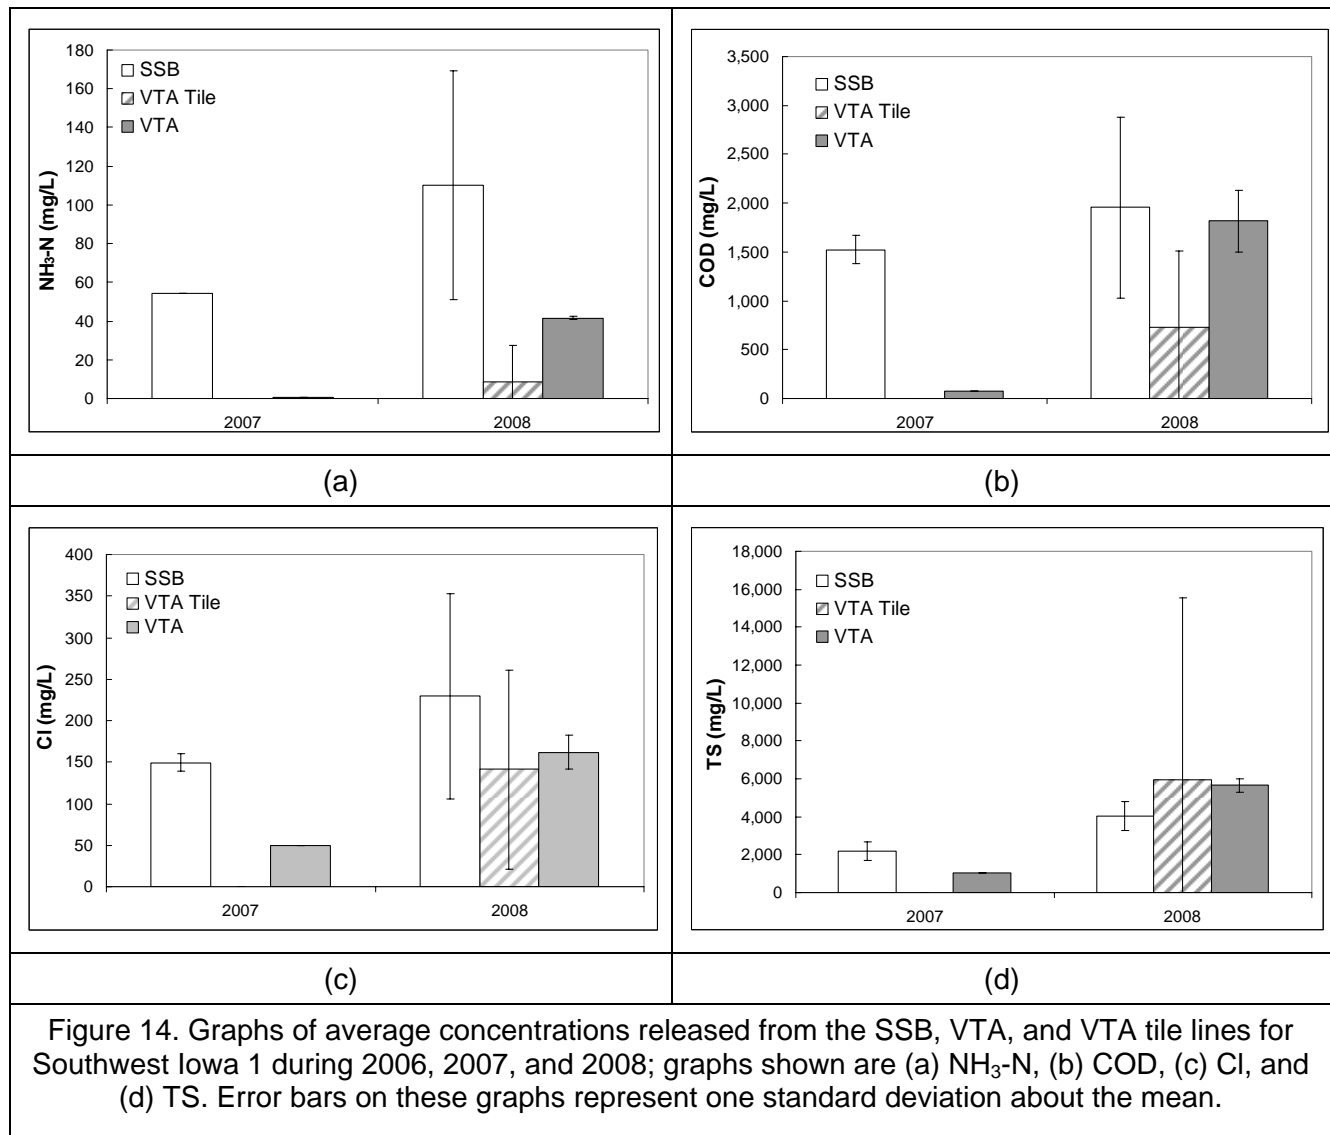 180
160
140
120
100
80
60
40
20
0
NH₃-N (mg/L)
SSB
VTA Tile
VTA
2007 2008
(a)
3,500
3,000
2,500
2,000
1,500
1,000
500
0
COD (mg/L)
SSB
VTA Tile
VTA
2007 2008
(b)
400
350
300
250
200
150
100
50
0
Cl (mg/L)
SSB
VTA Tile
VTA
2007 2008
(c)
18,000
16,000
14,000
12,000
10,000
8,000
6,000
4,000
2,000
0
TS (mg/L)
SSB
VTA Tile
VTA
2007 2008
(d)
Figure 14. Graphs of average concentrations released from the SSB, VTA, and VTA tile lines for
Southwest Iowa 1 during 2006, 2007, and 2008; graphs shown are (a) NH₃-N, (b) COD, (c) Cl, and
(d) TS. Error bars on these graphs represent one standard deviation about the mean.